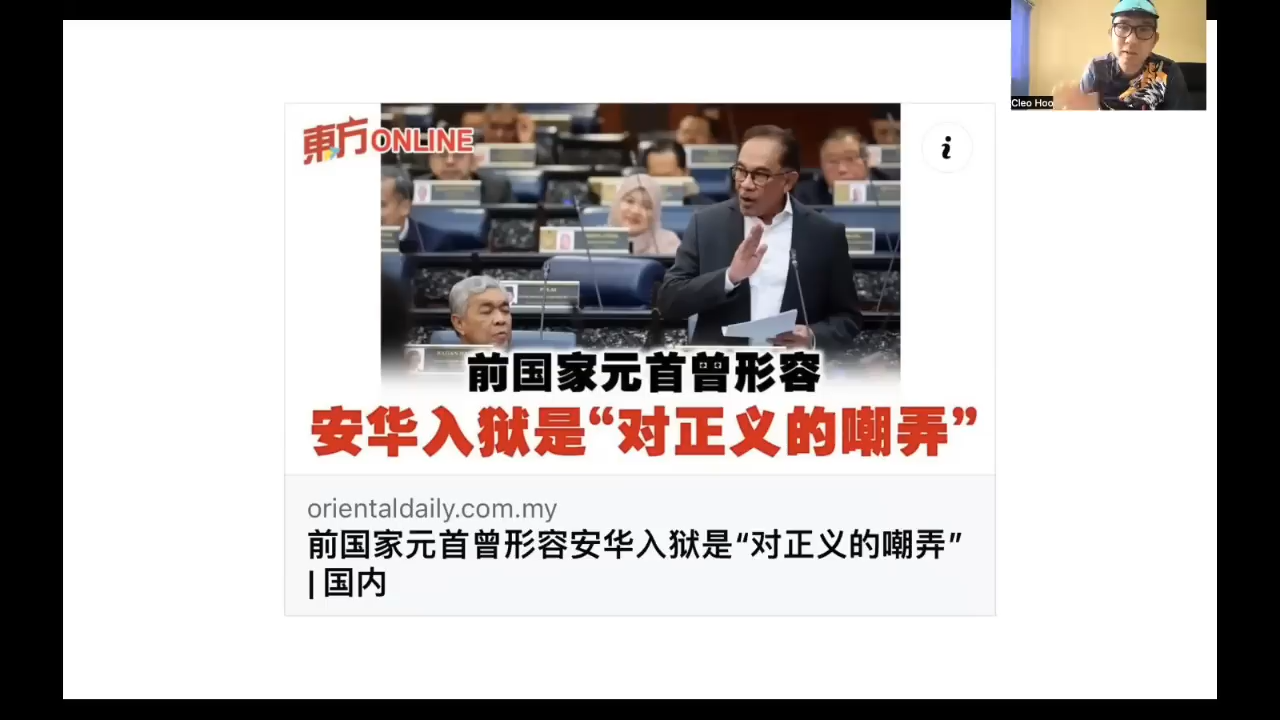 東方ONLINE
i
前国家元首曾形容
安华入狱是“对正义的嘲弄”
orientaldaily.com.my
前国家元首曾形容安华入狱是“对正义的嘲弄”
| 国内
Cleo Hoo